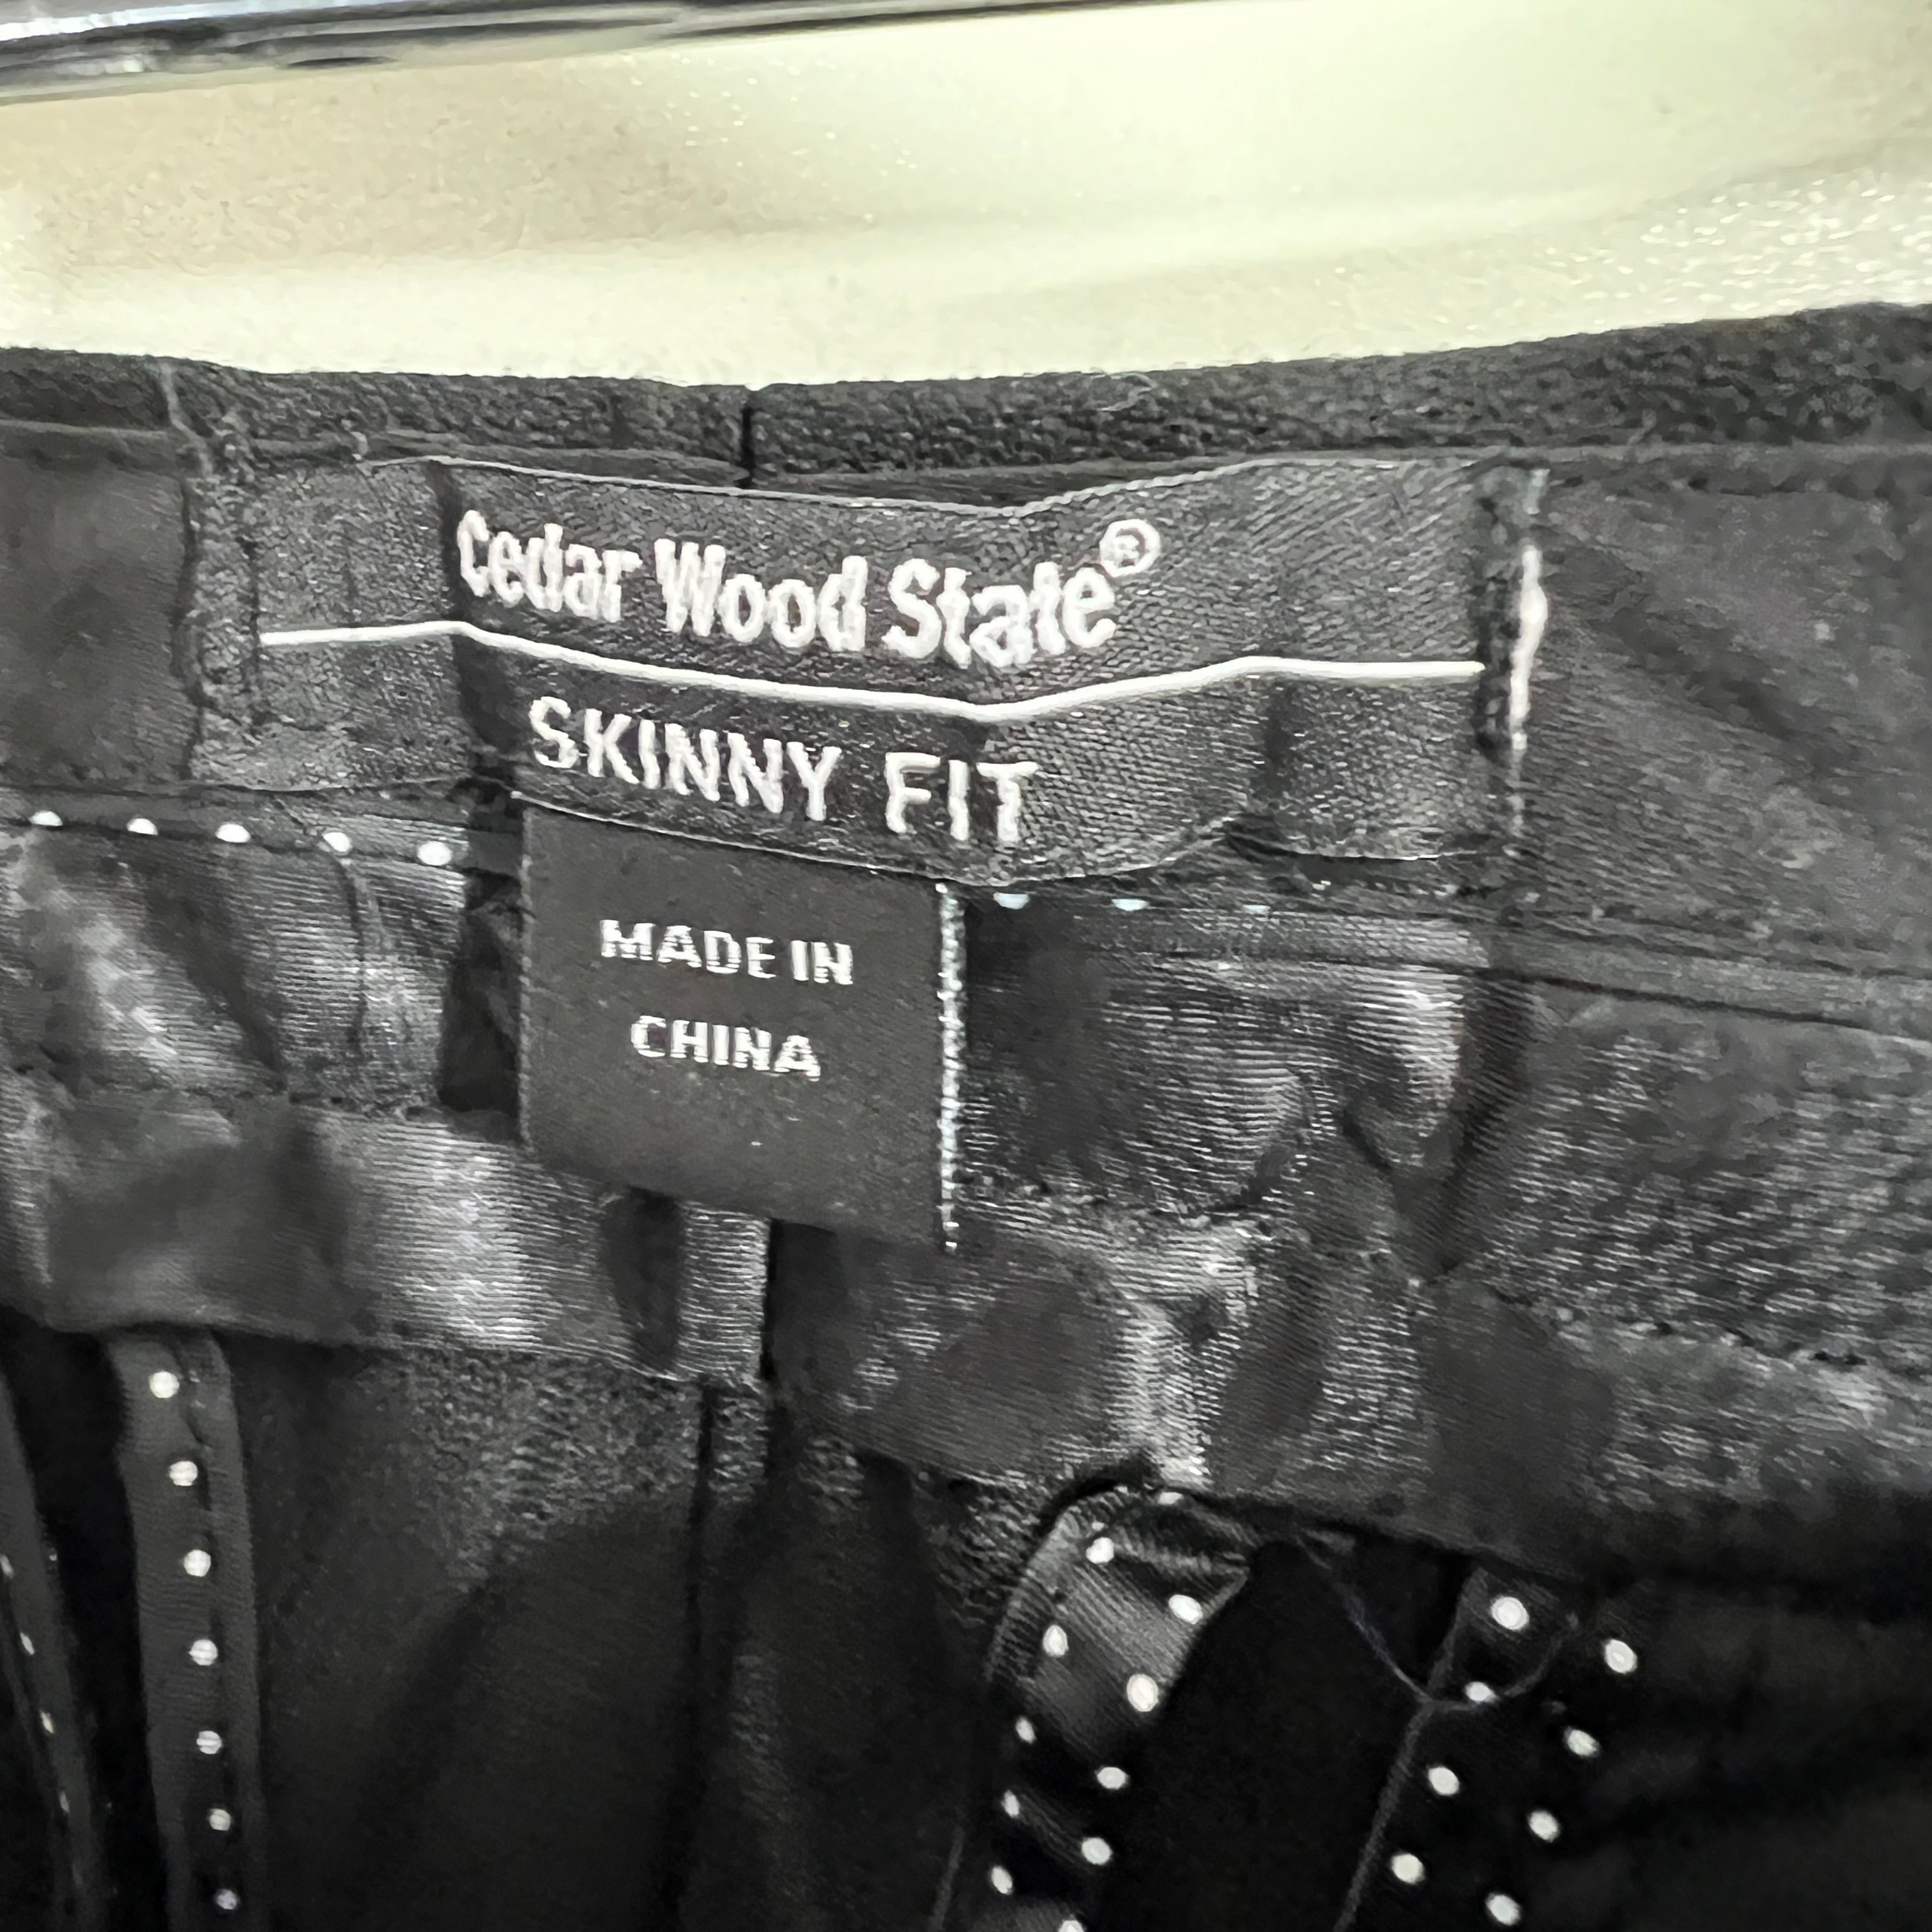 Cedar Wood State®
SKINNY FIT
MADE IN
CHINA